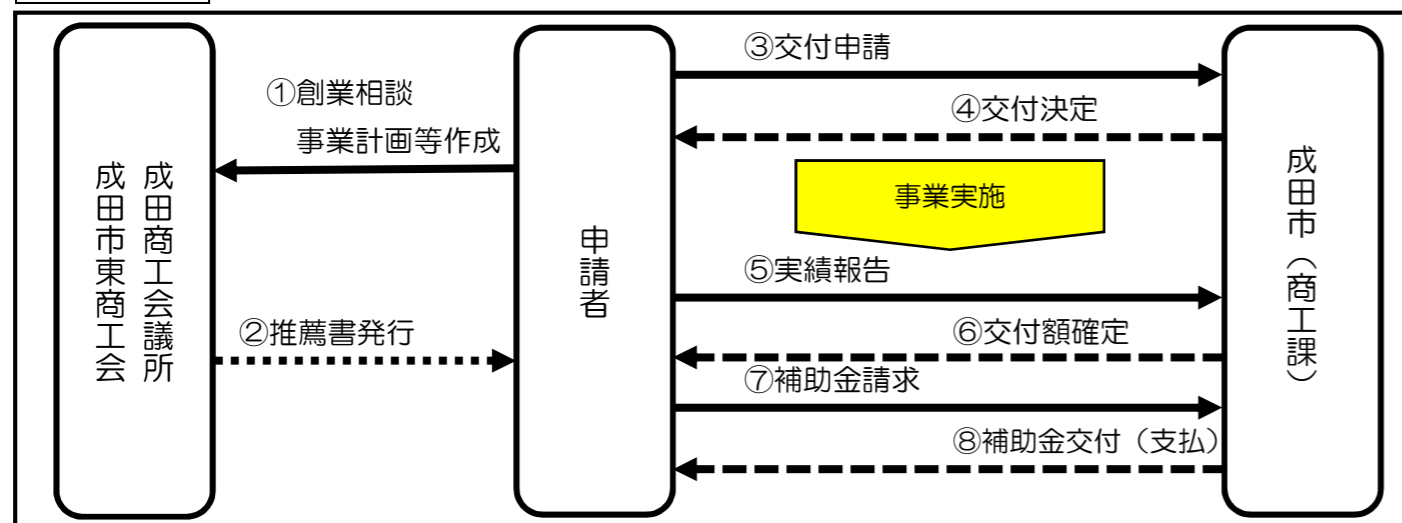 成田商工会議所
成田市東商工会
①創業相談
事業計画等作成
②推薦書発行
申請者
③交付申請
④交付決定
事業実施
⑤実績報告
⑥交付額確定
⑦補助金請求
⑧補助金交付（支払）
成田市（商工課）